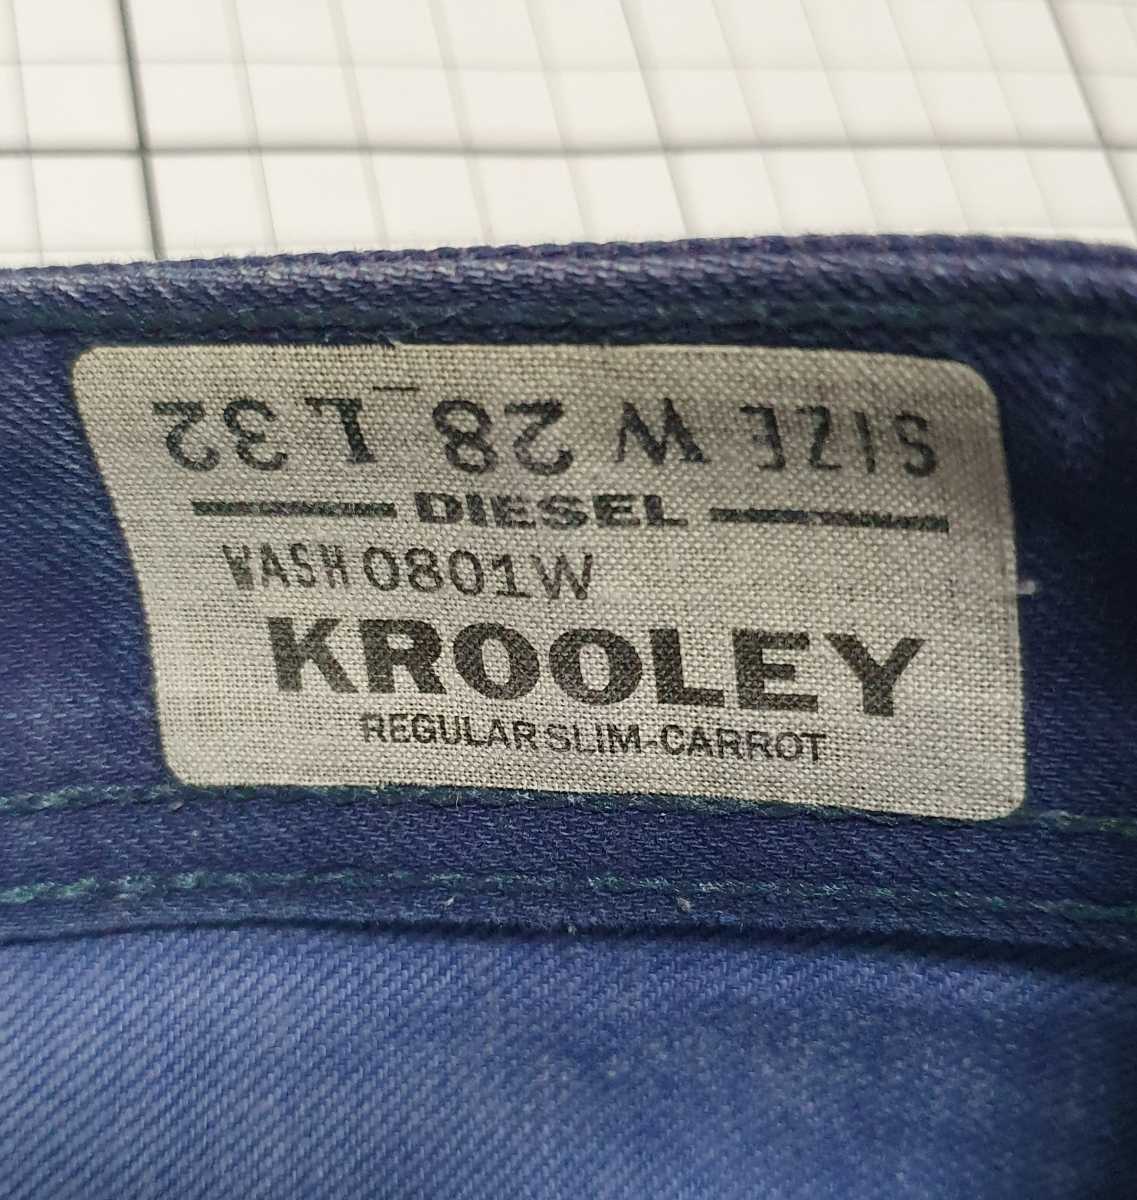 SIZE W 28 L 32
DIESEL
WASH 0801W
KROOLEY
REGULAR SLIM-CARROT